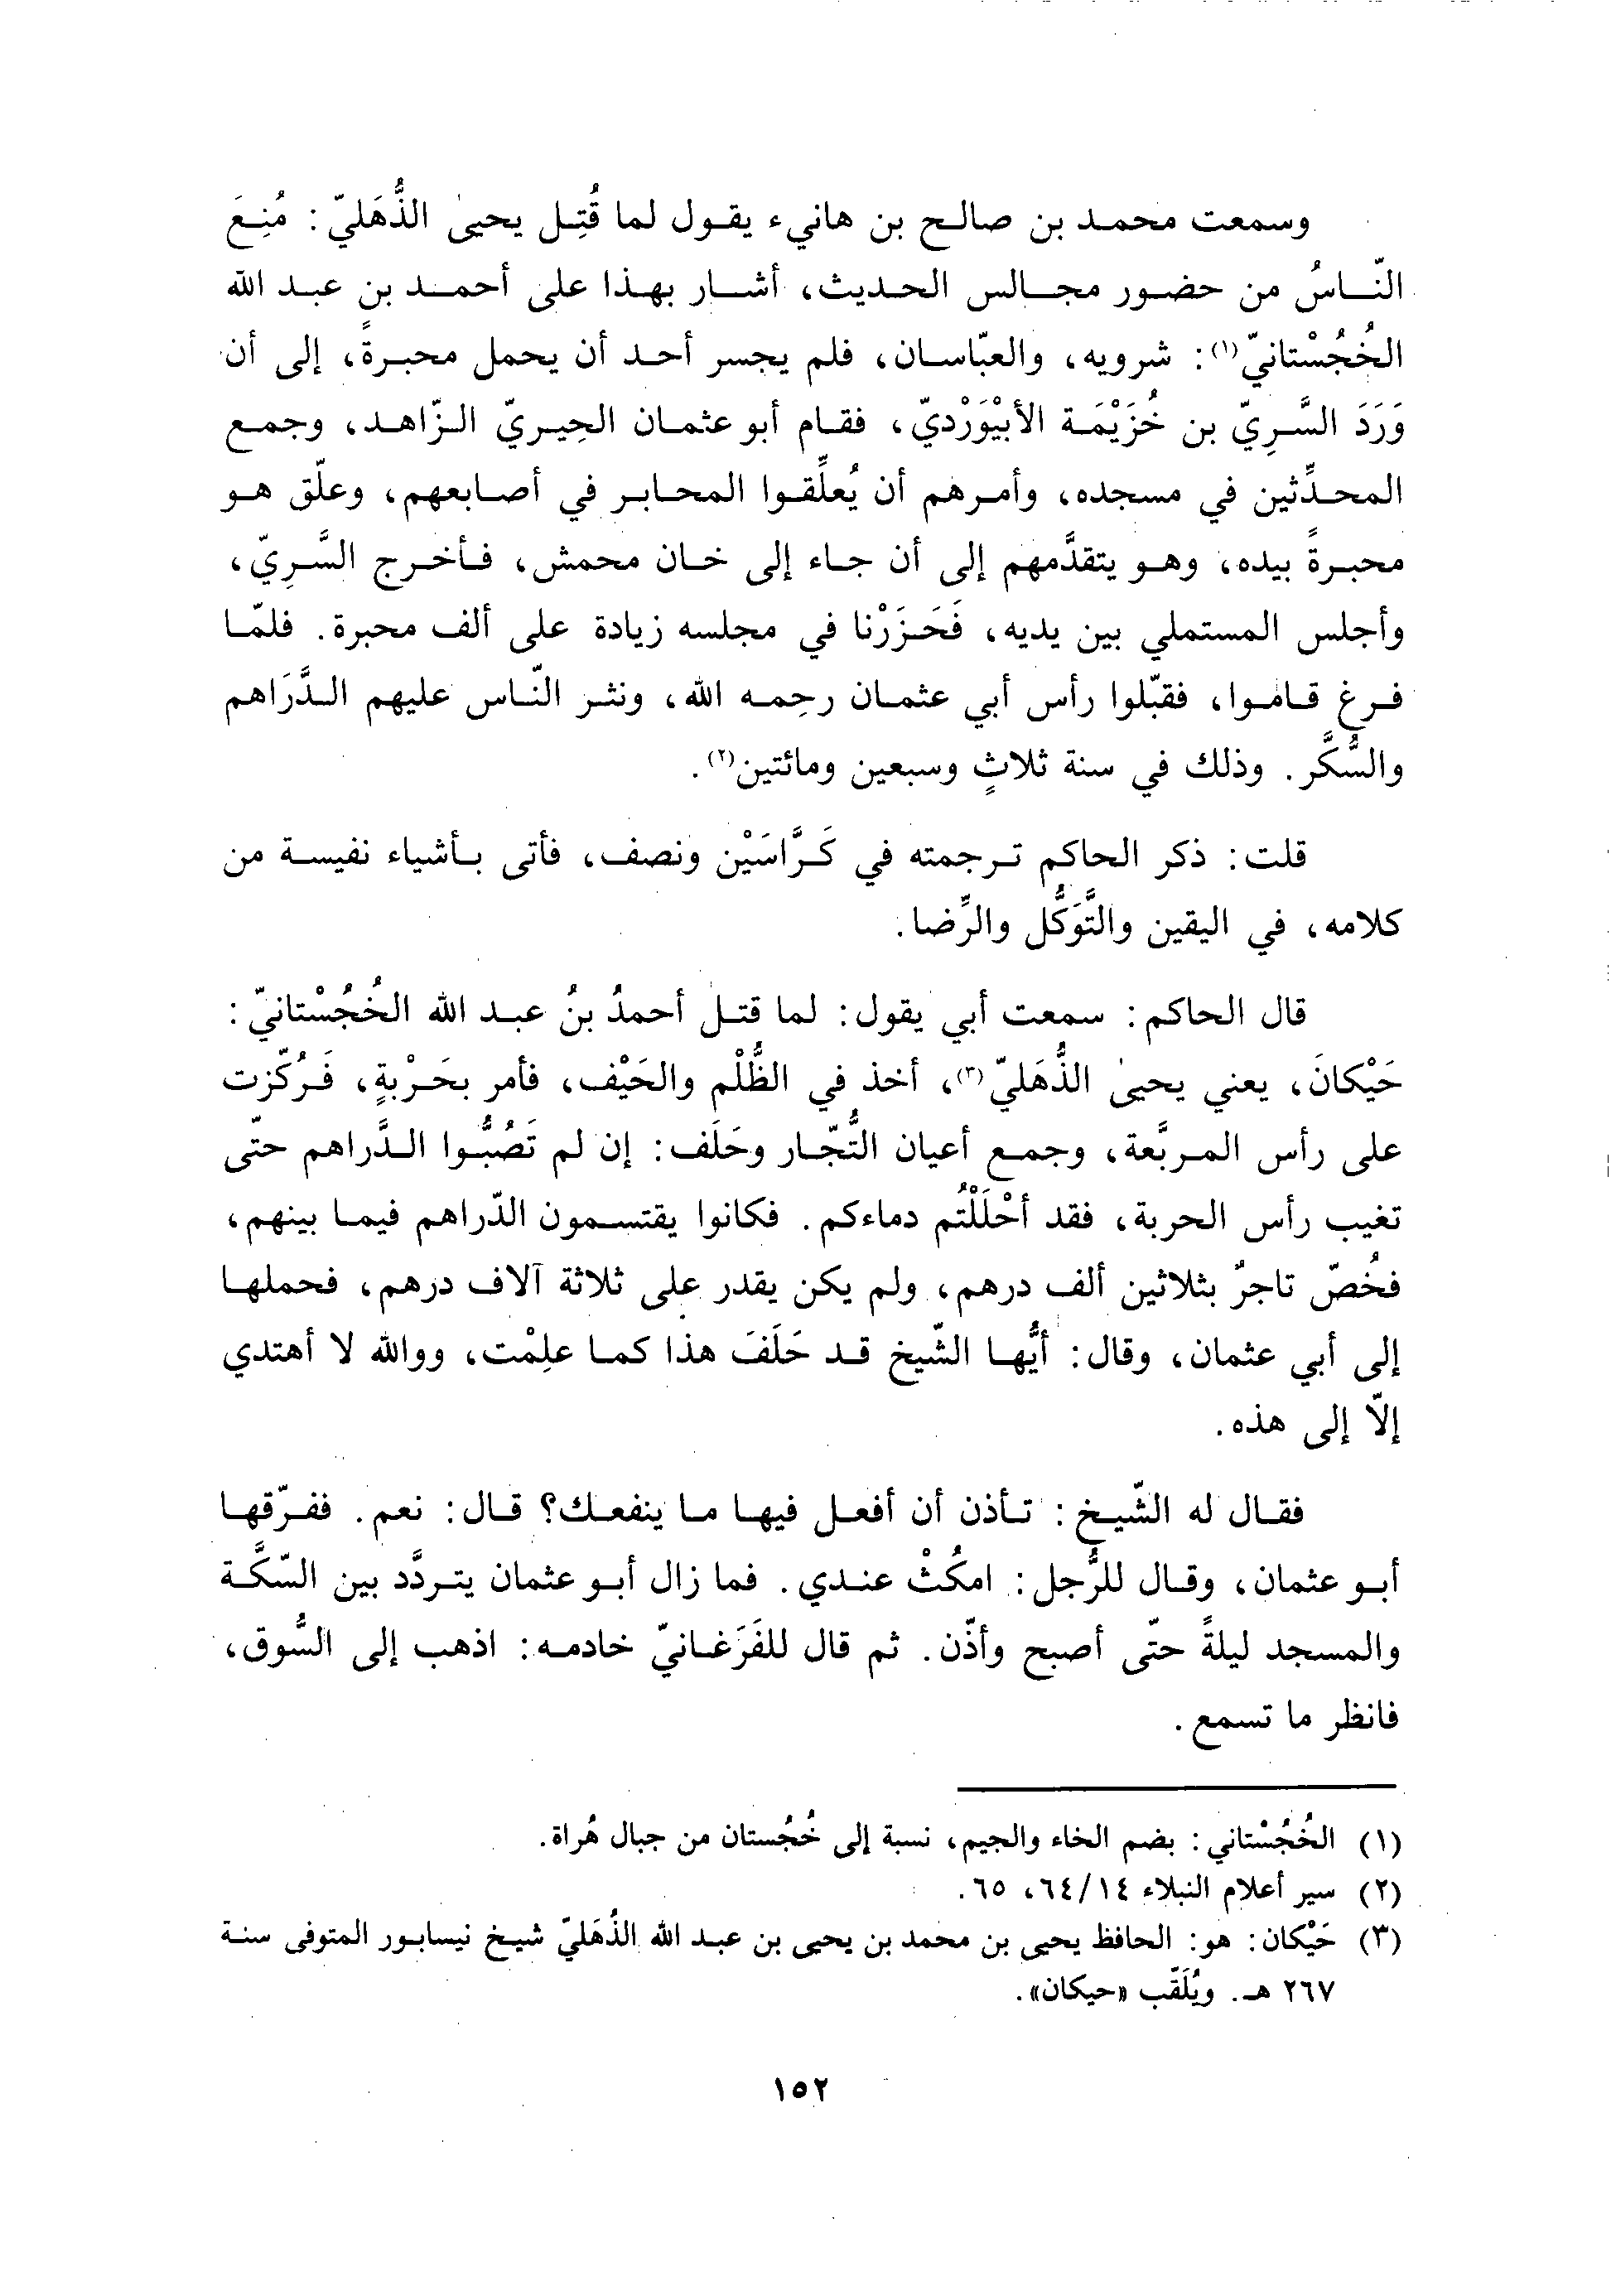 وسمعت محمد بن صالح بن هانيء يقول لما قُتِل يحيىٰ الذُّهَليّ: مُنِعَ
النّاسُ من حضور مجالس الحديث، أشار بهذا على أحمد بن عبد الله
الخُجُسْتانيّ(١): شرويه، والعبّاسان، فلم يجسر أحد أن يحمل محبرةً، إلى أن
وَرَدَ السَّرِيّ بن خُزَيْمَة الأبْيَوَرْديّ، فقام أبو عثمان الحِيريّ الزّاهد، وجمع
المحدِّثين في مسجده، وأمرهم أن يُعلِّقوا المحابر في أصابعهم، وعلّق هو
محبرةً بيده، وهو يتقدَّمهم إلى أن جاء إلى خان محمش، فأخرج السَّرِيّ،
وأجلس المستملي بين يديه، فَحَزَرْنا في مجلسه زيادة على ألف محبرة. فلمّا
فرغ قاموا، فقبّلوا رأس أبي عثمان رحِمه الله، ونثر النّاس عليهم الدَّرَاهم
والسُّكَّر. وذلك في سنة ثلاثٍ وسبعين ومائتين(٢).
قلت: ذكر الحاكم ترجمته في كَرَّاسَيْن ونصف، فأتى بأشياء نفيسة من
كلامه، في اليقين والتَّوَكُّل والرِّضا.
قال الحاكم: سمعت أبي يقول: لما قتل أحمدُ بنُ عبد الله الخُجُسْتانيّ:
حَيْكانَ، يعني يحيىٰ الذُّهَليّ(٣)، أخذ في الظُّلْم والحَيْف، فأمر بحَرْبةٍ، فَرُكّزت
على رأس المربَّعة، وجمع أعيان التُّجّار وحَلَف: إن لم تَصُبُّوا الدَّراهم حتّى
تغيب رأس الحربة، فقد أحْلَلْتُم دماءكم. فكانوا يقتسمون الدّراهم فيما بينهم،
فخُصّ تاجرٌ بثلاثين ألف درهم، ولم يكن يقدر على ثلاثة آلاف درهم، فحملها
إلى أبي عثمان، وقال: أيُّها الشّيخ قد حَلَفَ هذا كما علِمْت، ووالله لا أهتدي
إلّا إلى هذه.
فقال له الشّيخ: تأذن أن أفعل فيها ما ينفعك؟ قال: نعم. ففرّقها
أبو عثمان، وقال للرُّجل: امكُثْ عندي. فما زال أبو عثمان يتردَّد بين السّكَّة
والمسجد ليلةً حتّى أصبح وأذّن. ثم قال للفَرَغانيّ خادمه: اذهب إلى السُّوق،
فانظر ما تسمع.
(١) الخُجُسْتاني: بضم الخاء والجيم، نسبة إلى خُجُستان من جبال هُراة.
(٢) سير أعلام النبلاء ٦٤/١٤، ٦٥.
(٣) حَيْكان: هو: الحافظ يحيى بن محمد بن يحيى بن عبد الله الذُهَليّ شيخ نيسابور المتوفى سنة
٢٦٧ هـ. ويُلَقّب «حيكان».
١٥٢